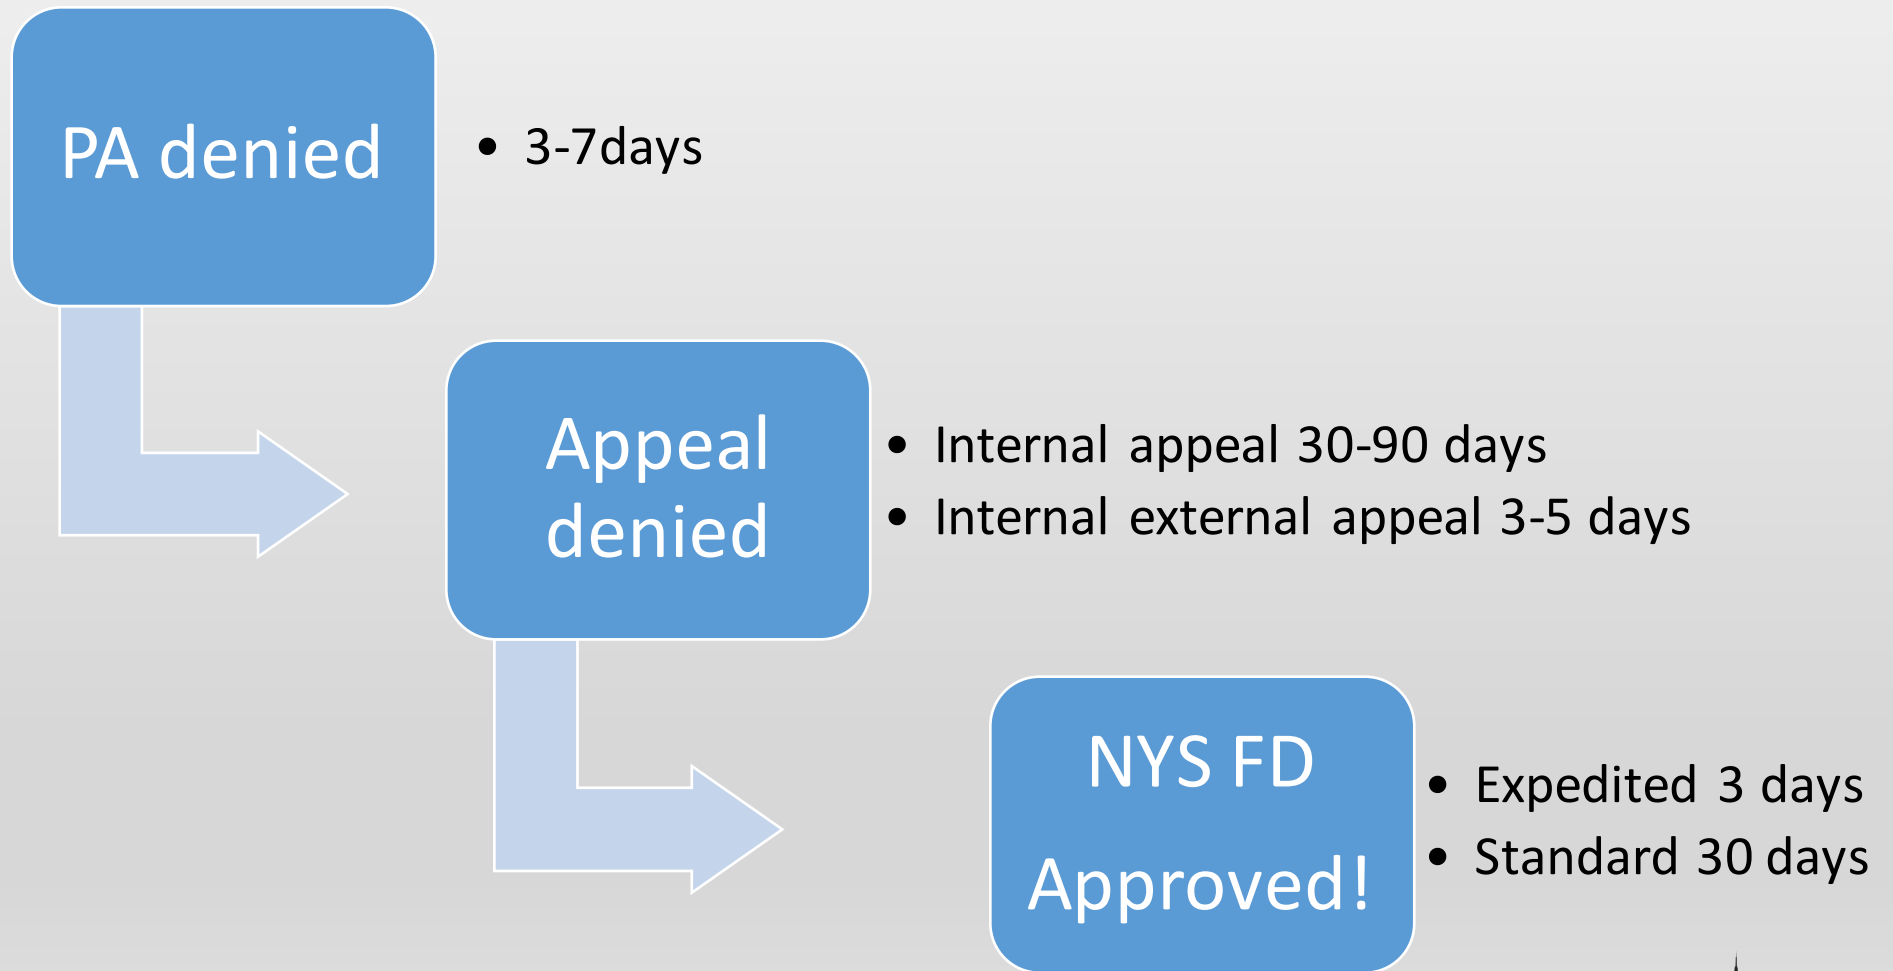 PA denied
• 3-7days
Appeal
denied
• Internal appeal 30-90 days
• Internal external appeal 3-5 days
NYS FD
Approved!
• Expedited 3 days
• Standard 30 days